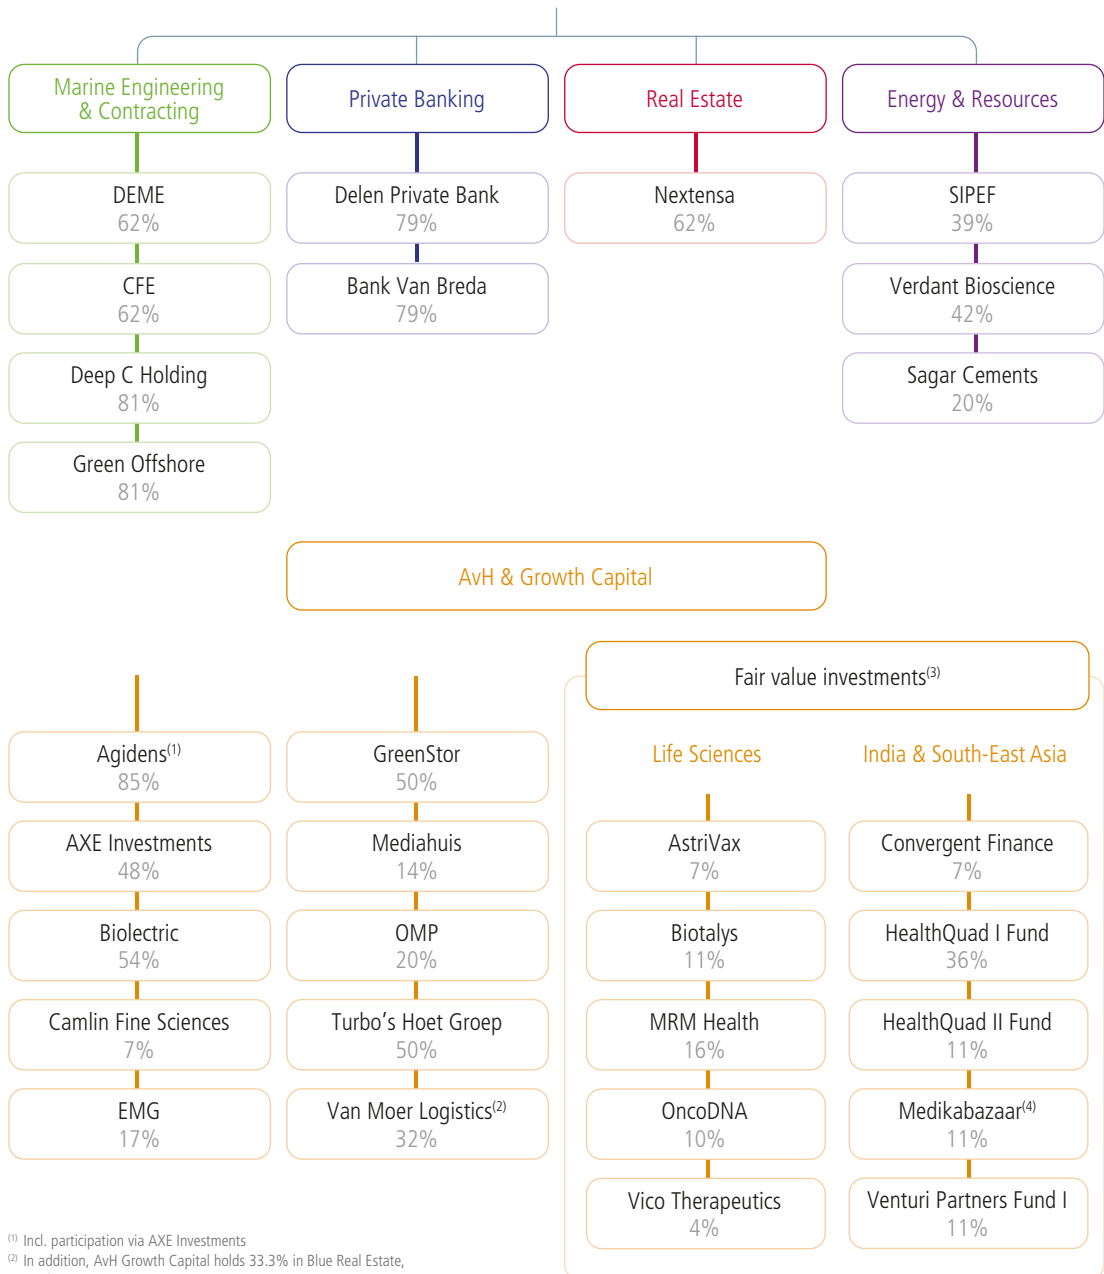 Marine Engineering
& Contracting
Private Banking
Real Estate
Energy & Resources
DEME
62%
CFE
62%
Deep C Holding
81%
Green Offshore
81%
Delen Private Bank
79%
Bank Van Breda
79%
Nextensa
62%
SIPEF
39%
Verdant Bioscience
42%
Sagar Cements
20%
AvH & Growth Capital
Agidens(1)
85%
AXE Investments
48%
Biolectric
54%
Camlin Fine Sciences
7%
EMG
17%
GreenStor
50%
Mediahuis
14%
OMP
20%
Turbo’s Hoet Groep
50%
Van Moer Logistics(2)
32%
Fair value investments(3)
Life Sciences
AstriVax
7%
Biotalys
11%
MRM Health
16%
OncoDNA
10%
Vico Therapeutics
4%
India & South-East Asia
Convergent Finance
7%
HealthQuad I Fund
36%
HealthQuad II Fund
11%
Medikabazaar(4)
11%
Venturi Partners Fund I
11%
(1) Incl. participation via AXE Investments
(2) In addition, AvH Growth Capital holds 33.3% in Blue Real Estate,